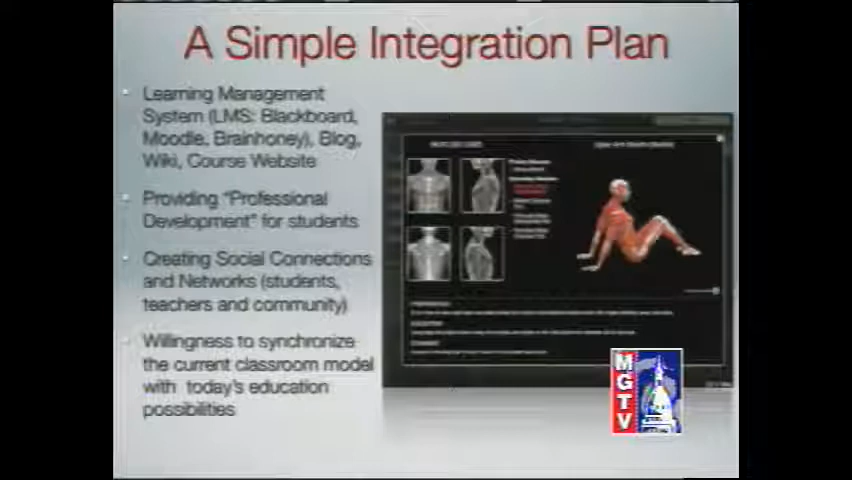 A Simple Integration Plan
Learning Management
System (LMS: Blackboard,
Moodle, Brainhoney), Blog,
Wiki, Course Website
Providing "Professional
Development" for students
Creating Social Connections
and Networks (students,
teachers and community)
Willingness to synchronize
the current classroom model
with today's education
possibilities
MGTV